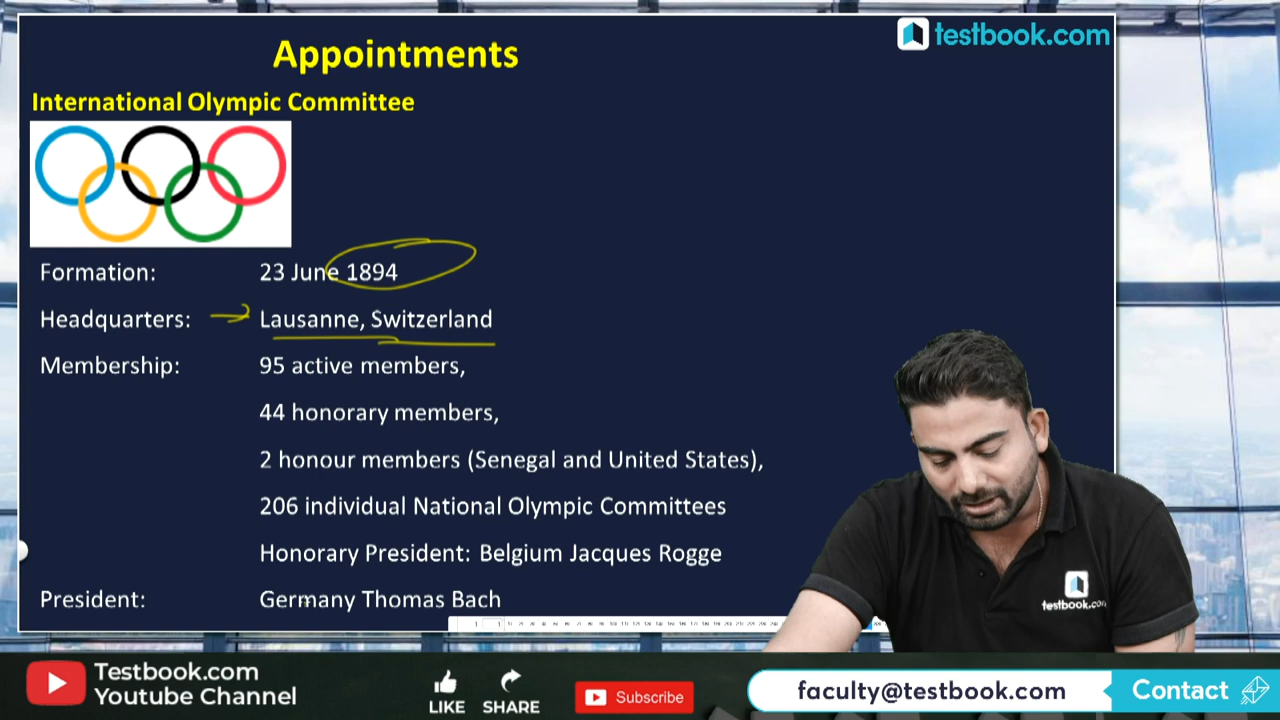 testbook.com
Appointments
International Olympic Committee
Formation: 23 June 1894
Headquarters: Lausanne, Switzerland
Membership: 95 active members,
44 honorary members,
2 honour members (Senegal and United States),
206 individual National Olympic Committees
Honorary President: Belgium Jacques Rogge
President: Germany Thomas Bach
testbook.com
Testbook.com
Youtube Channel
LIKE
SHARE
Subscribe
faculty@testbook.com
Contact